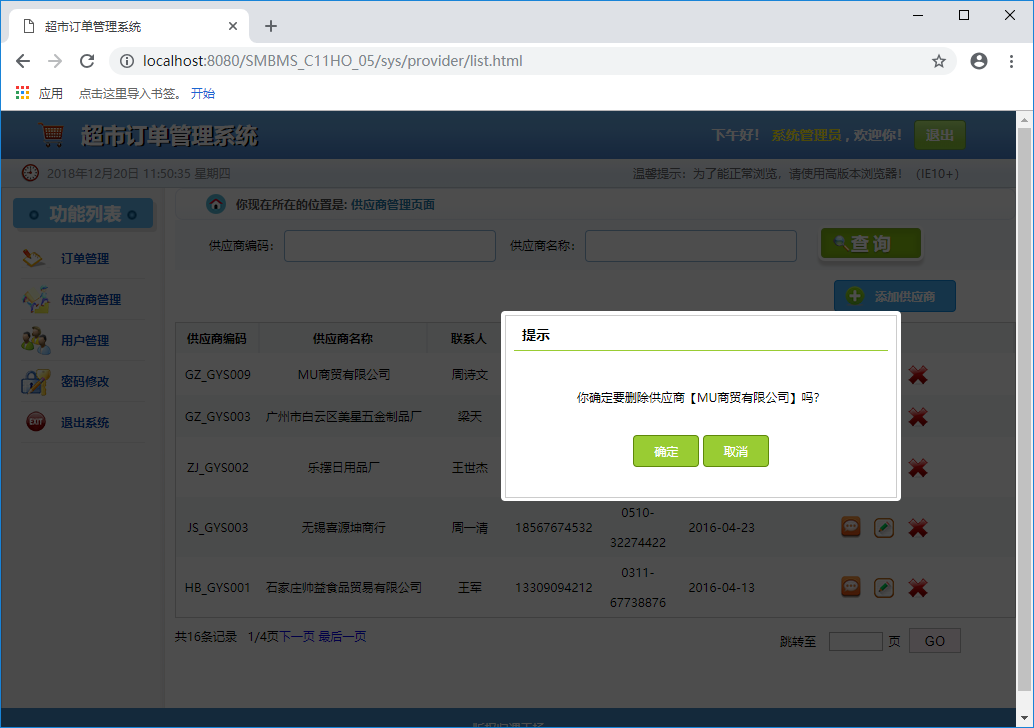 超市订单管理系统
localhost:8080/SMBMS_C11HO_05/sys/provider/list.html
应用 点击这里导入书签。 开始
超市订单管理系统
下午好! 系统管理员 , 欢迎你! 退出
2018年12月20日 11:50:35 星期四
温馨提示: 为了能正常浏览, 请使用高版本浏览器! (IE10+)
功能列表
订单管理
供应商管理
用户管理
密码修改
EXIT 退出系统
你现在所在的位置是: 供应商管理页面
供应商编码: 供应商名称: 查 询
添加供应商
供应商编码 供应商名称 联系人
GZ_GYS009 MU商贸有限公司 周诗文
GZ_GYS003 广州市白云区美星五金制品厂 梁天
ZJ_GYS002 乐摆日用品厂 王世杰
JS_GYS003 无锡喜源坤商行 周一清 18567674532 0510-32274422 2016-04-23
HB_GYS001 石家庄帅益食品贸易有限公司 王军 13309094212 0311-67738876 2016-04-13
提示
你确定要删除供应商【MU商贸有限公司】吗?
确定 取消
共16条记录 1/4页 下一页 最后一页
跳转至 页 GO